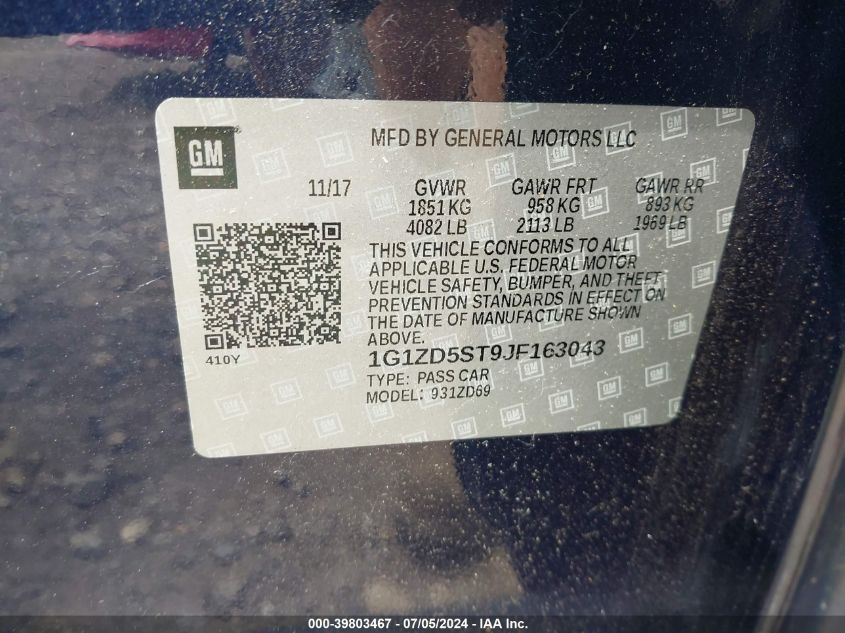 GM
MFD BY GENERAL MOTORS LLC
11/17 GVWR GAWR FRT GAWR RR
1851 KG 958 KG 893 KG
4082 LB 2113 LB 1969 LB
THIS VEHICLE CONFORMS TO ALL
APPLICABLE U.S. FEDERAL MOTOR
VEHICLE SAFETY, BUMPER, AND THEFT
PREVENTION STANDARDS IN EFFECT ON
THE DATE OF MANUFACTURE SHOWN
ABOVE.
410Y
1G1ZD5ST9JF163043
TYPE: PASS CAR
MODEL: 931ZD69
000-39803467 - 07/05/2024 - IAA Inc.